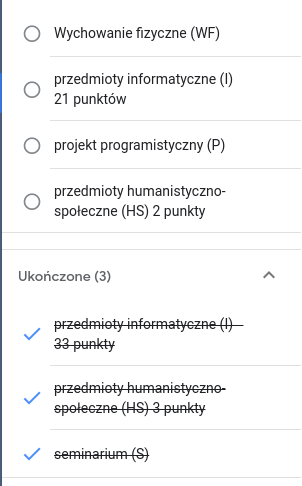 Wychowanie fizyczne (WF)
przedmioty informatyczne (I)
21 punktów
projekt programistyczny (P)
przedmioty humanistyczno-
społeczne (HS) 2 punkty
Ukończone (3)
przedmioty informatyczne (I)
33 punkty
przedmioty humanistyczno-
społeczne (HS) 3 punkty
seminarium (S)